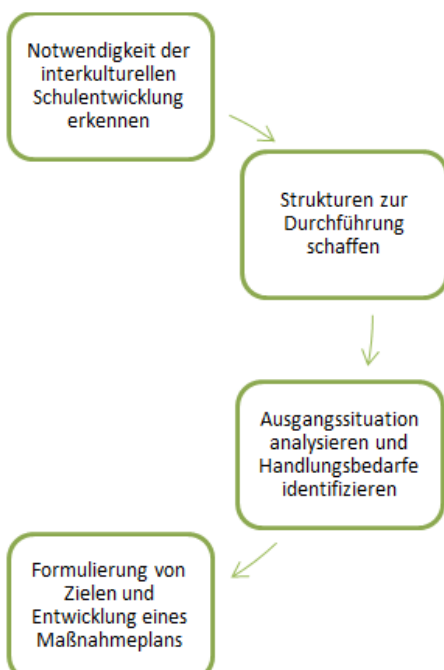 Notwendigkeit der
interkulturellen
Schulentwicklung
erkennen
Strukturen zur
Durchführung
schaffen
Ausgangssituation
analysieren und
Handlungsbedarfe
identifizieren
Formulierung von
Zielen und
Entwicklung eines
Maßnahmeplans